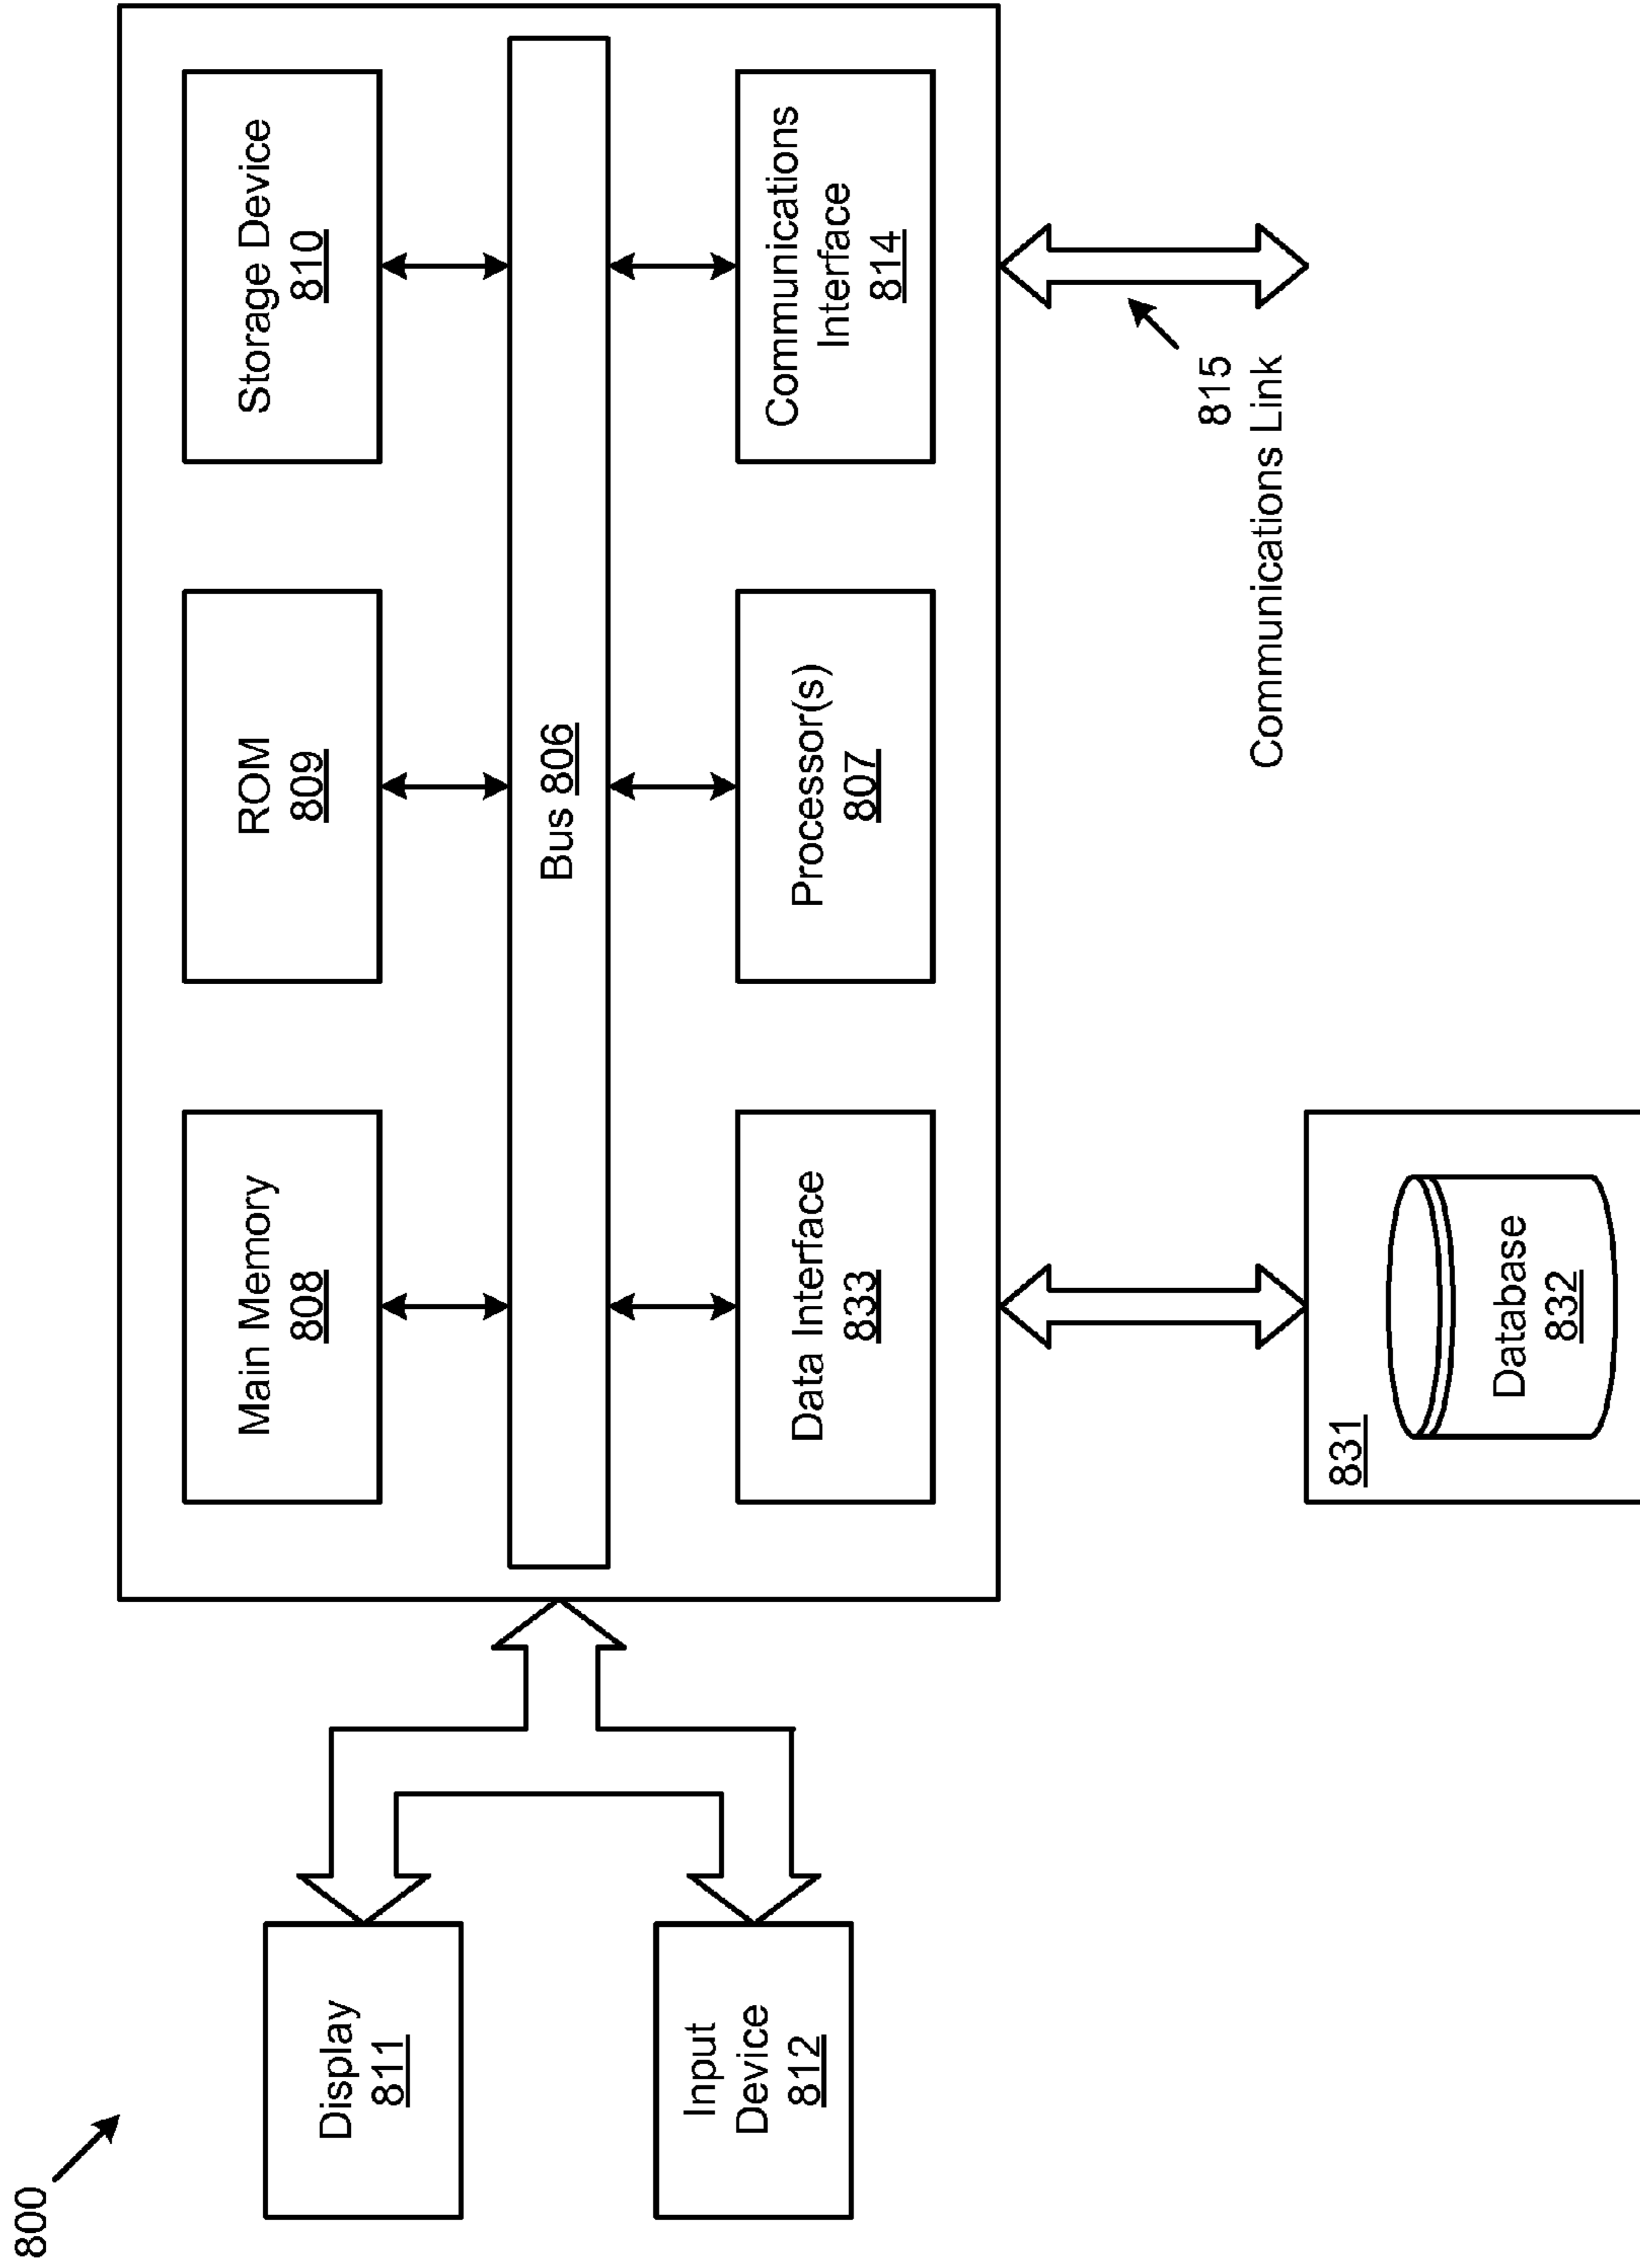 800
Main Memory
808
ROM
809
Storage Device
810
Display
811
Bus 806
Input
Device
812
Data Interface
833
Processor(s)
807
Communications
Interface
814
815
Communications Link
831
Database
832